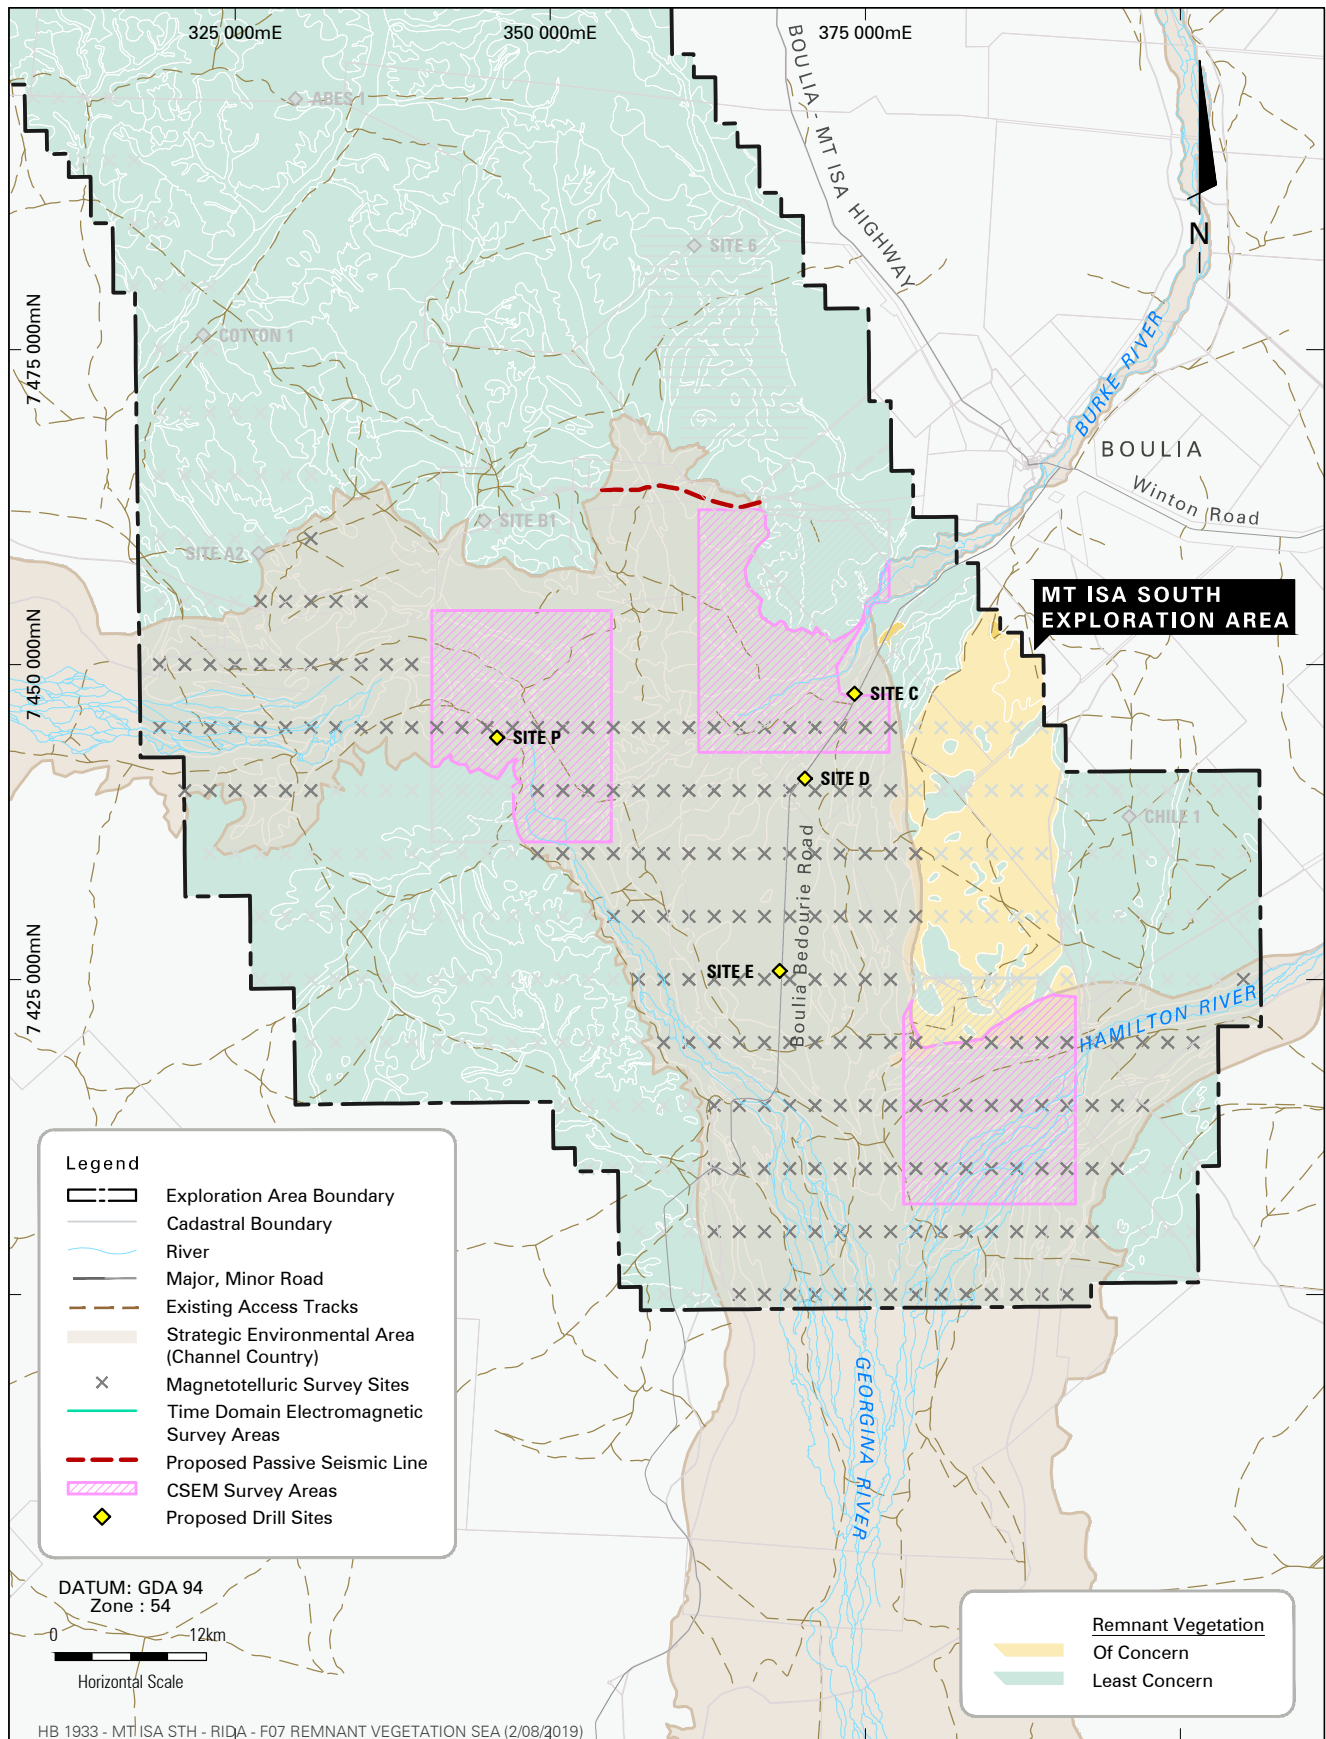 325 000mE
350 000mE
375 000mE
BOULIA - MT ISA HIGHWAY
ABES 1
N
SITE 6
COTTON 1
7 475 000mN
BURKE RIVER
BOULIA
Winton Road
SITE B1
SITE A2
MT ISA SOUTH
EXPLORATION AREA
7 450 000mN
SITE C
SITE P
SITE D
CHILE 1
Boulia Bedourie Road
7 425 000mN
SITE E
HAMILTON RIVER
Legend
Exploration Area Boundary
Cadastral Boundary
River
Major, Minor Road
Existing Access Tracks
Strategic Environmental Area
(Channel Country)
Magnetotelluric Survey Sites
Time Domain Electromagnetic
Survey Areas
Proposed Passive Seismic Line
CSEM Survey Areas
Proposed Drill Sites
GEORGINA RIVER
DATUM: GDA 94
Zone : 54
0 12km
Horizontal Scale
Remnant Vegetation
Of Concern
Least Concern
HB 1933 - MT ISA STH - RIDA - F07 REMNANT VEGETATION SEA (2/08/2019)